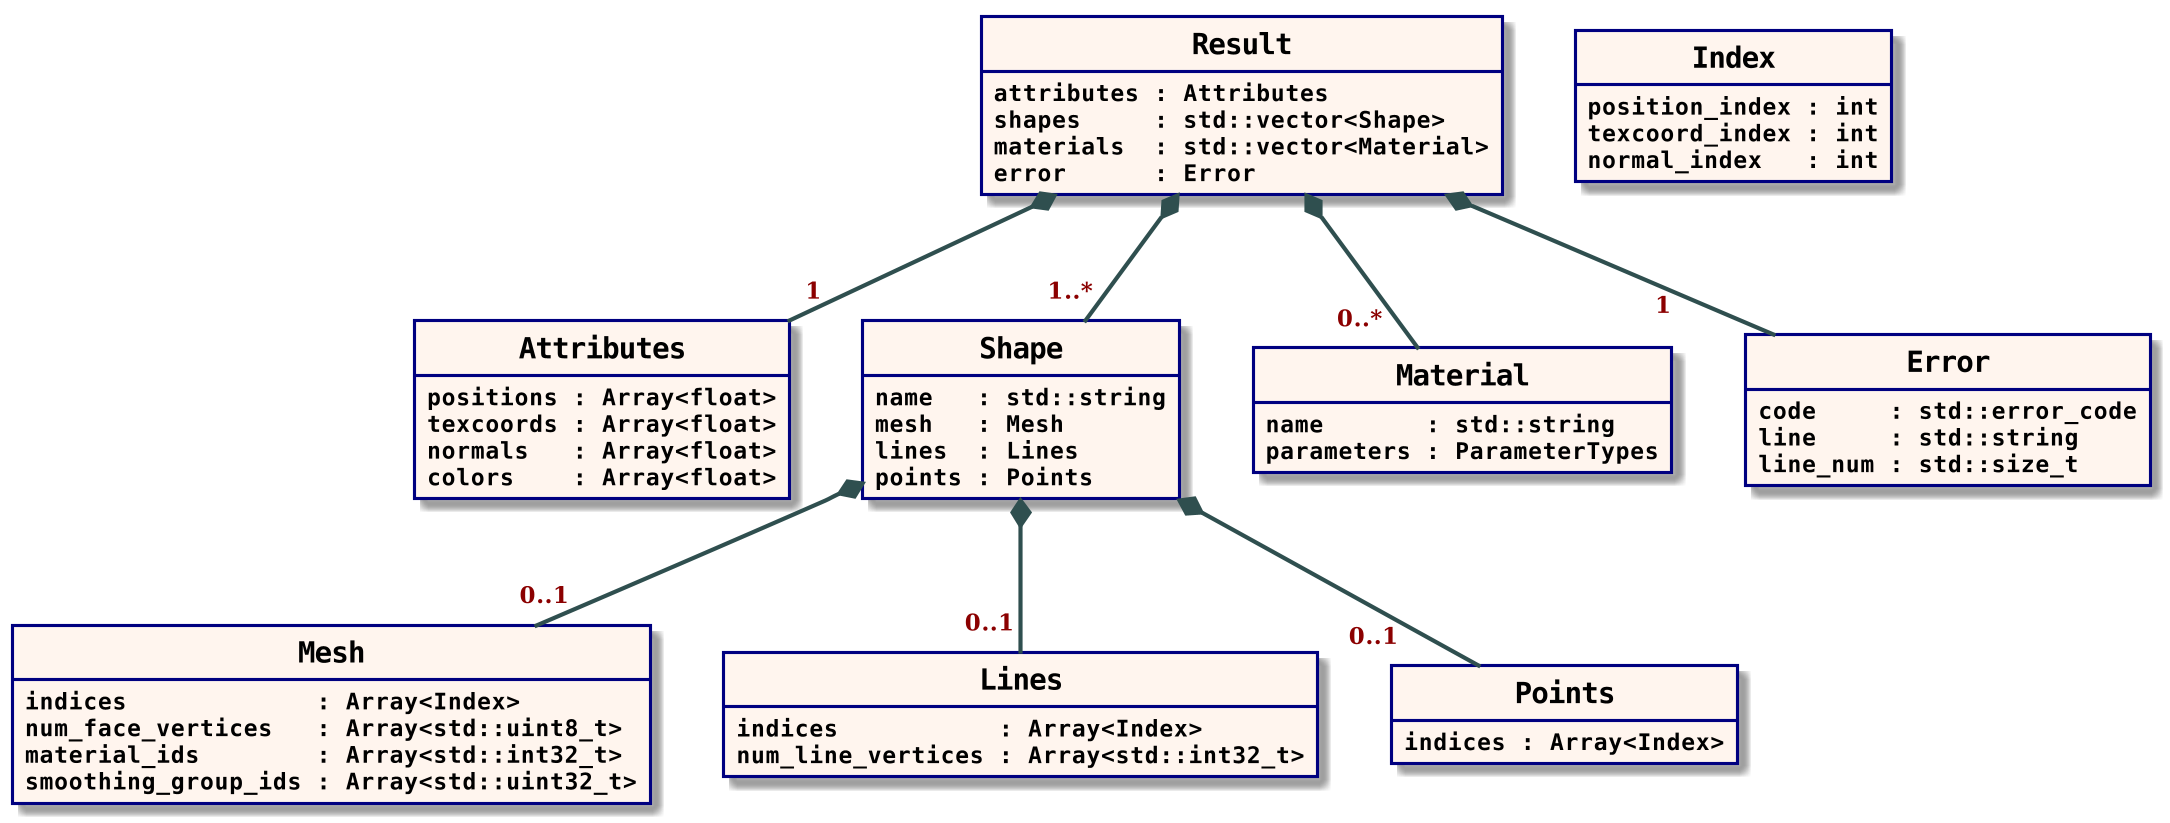 Result
attributes : Attributes
shapes     : std::vector<Shape>
materials  : std::vector<Material>
error      : Error
Index
position_index : int
texcoord_index : int
normal_index   : int
1
1..*
0..*
1
Attributes
positions : Array<float>
texcoords : Array<float>
normals   : Array<float>
colors    : Array<float>
Shape
name   : std::string
mesh   : Mesh
lines  : Lines
points : Points
Material
name       : std::string
parameters : ParameterTypes
Error
code     : std::error_code
line     : std::string
line_num : std::size_t
0..1
0..1
0..1
Mesh
indices             : Array<Index>
num_face_vertices   : Array<std::uint8_t>
material_ids        : Array<std::int32_t>
smoothing_group_ids : Array<std::uint32_t>
Lines
indices           : Array<Index>
num_line_vertices : Array<std::int32_t>
Points
indices : Array<Index>